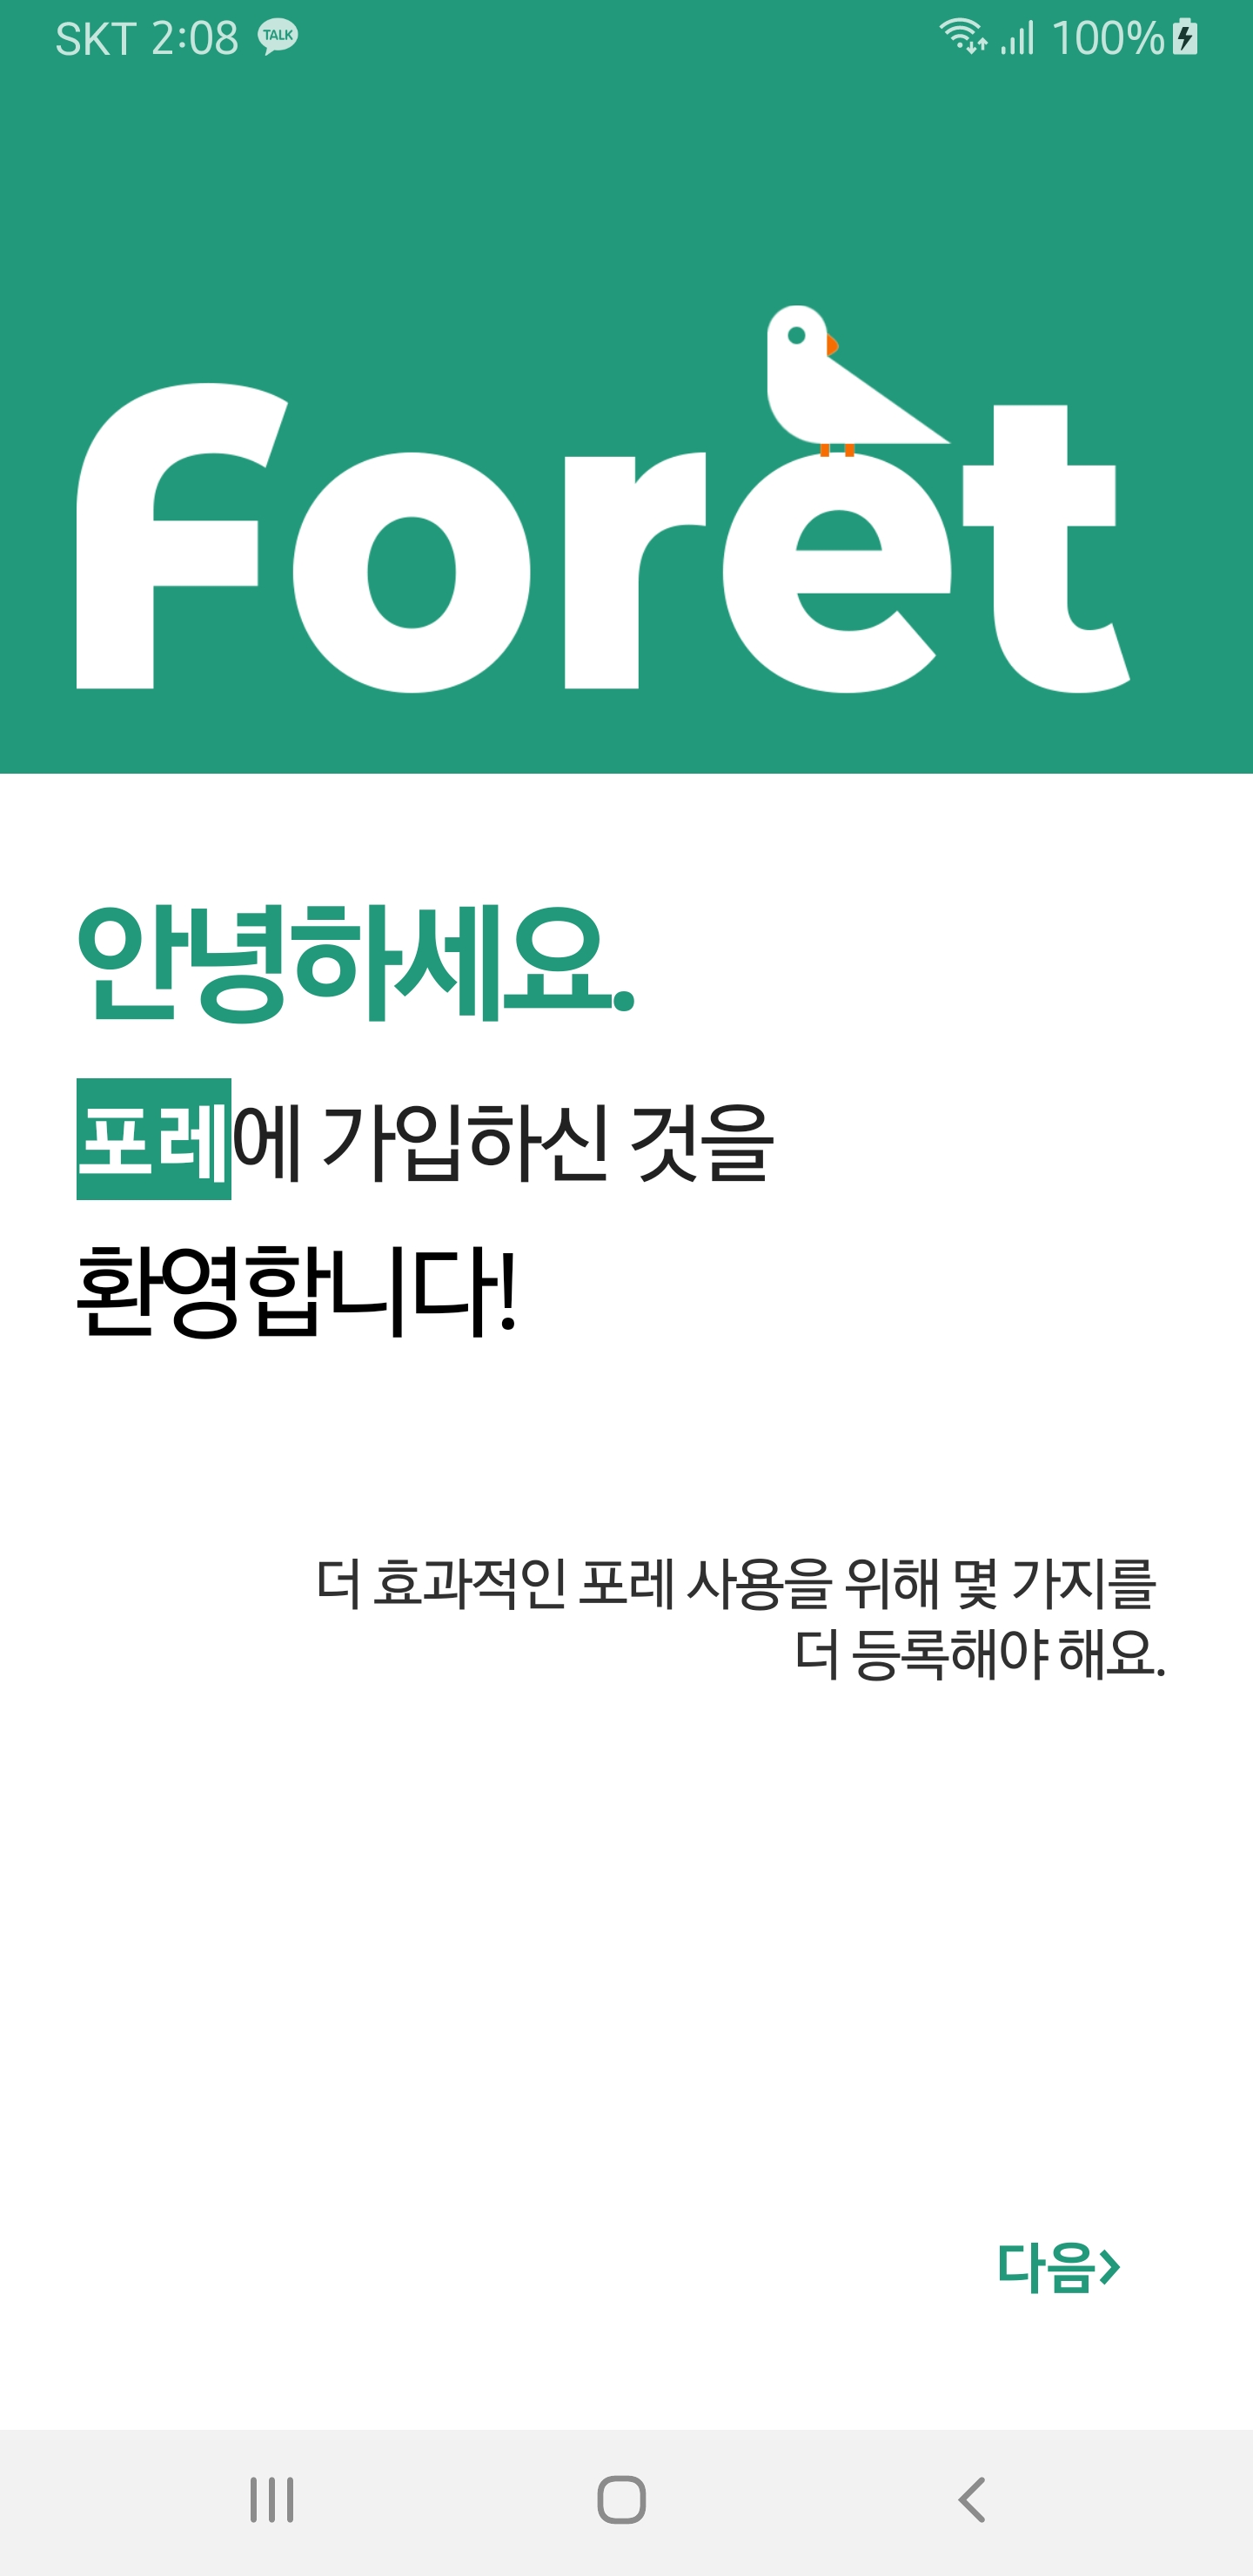 SKT 2:08 TALK 100%
Foret
안녕하세요.
포레에 가입하신 것을
환영합니다!
더 효과적인 포레 사용을 위해 몇 가지를
더 등록해야 해요.
다음>